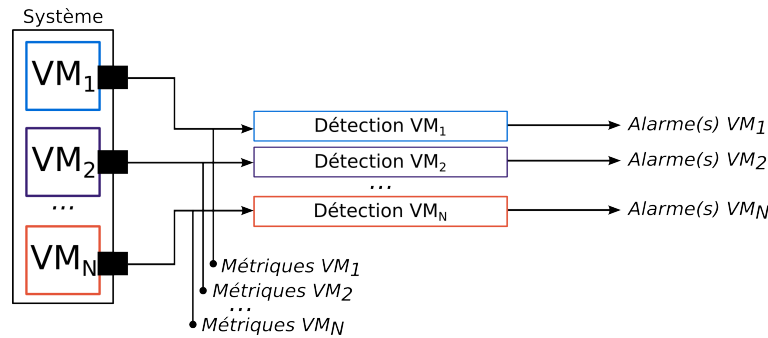 Système
VM1
VM2
...
VMN
Détection VM1
Détection VM2
...
Détection VMN
Alarme(s) VM1
Alarme(s) VM2
Alarme(s) VMN
Métriques VM1
Métriques VM2
...
Métriques VMN